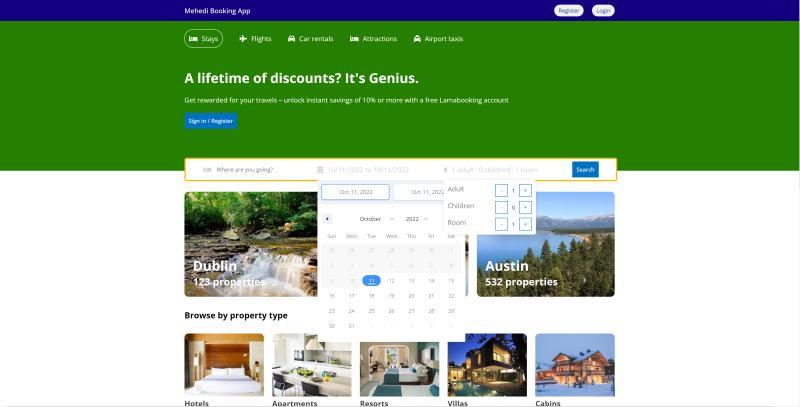 Mehedi Booking App
Register
Login
Stays
Flights
Car rentals
Attractions
Airport taxis
A lifetime of discounts? It's Genius.
Get rewarded for your travels – unlock instant savings of 10% or more with a free Lamabooking account
Sign in / Register
Where are you going?
10/11/2022 to 10/11/2022
1 adult · 0 children · 1 room
Search
Oct 11, 2022
Oct 11, 2022
Adult
- 1 +
Children
- 0 +
Room
- 1 +
October
2022
Sun Mon Tue Wed Thu Fri Sat
25 26 27 28 29 30 1
2 3 4 5 6 7 8
9 10 11 12 13 14 15
16 17 18 19 20 21 22
23 24 25 26 27 28 29
30 31
Dublin
123 properties
Austin
532 properties
Browse by property type
Hotels
Apartments
Resorts
Villas
Cabins